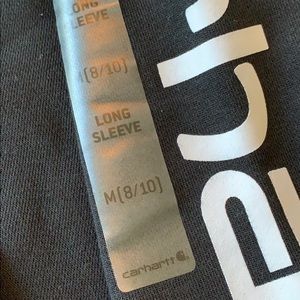 LONG
SLEEVE
M[8/10]
LONG
SLEEVE
M[8/10]
carhartt